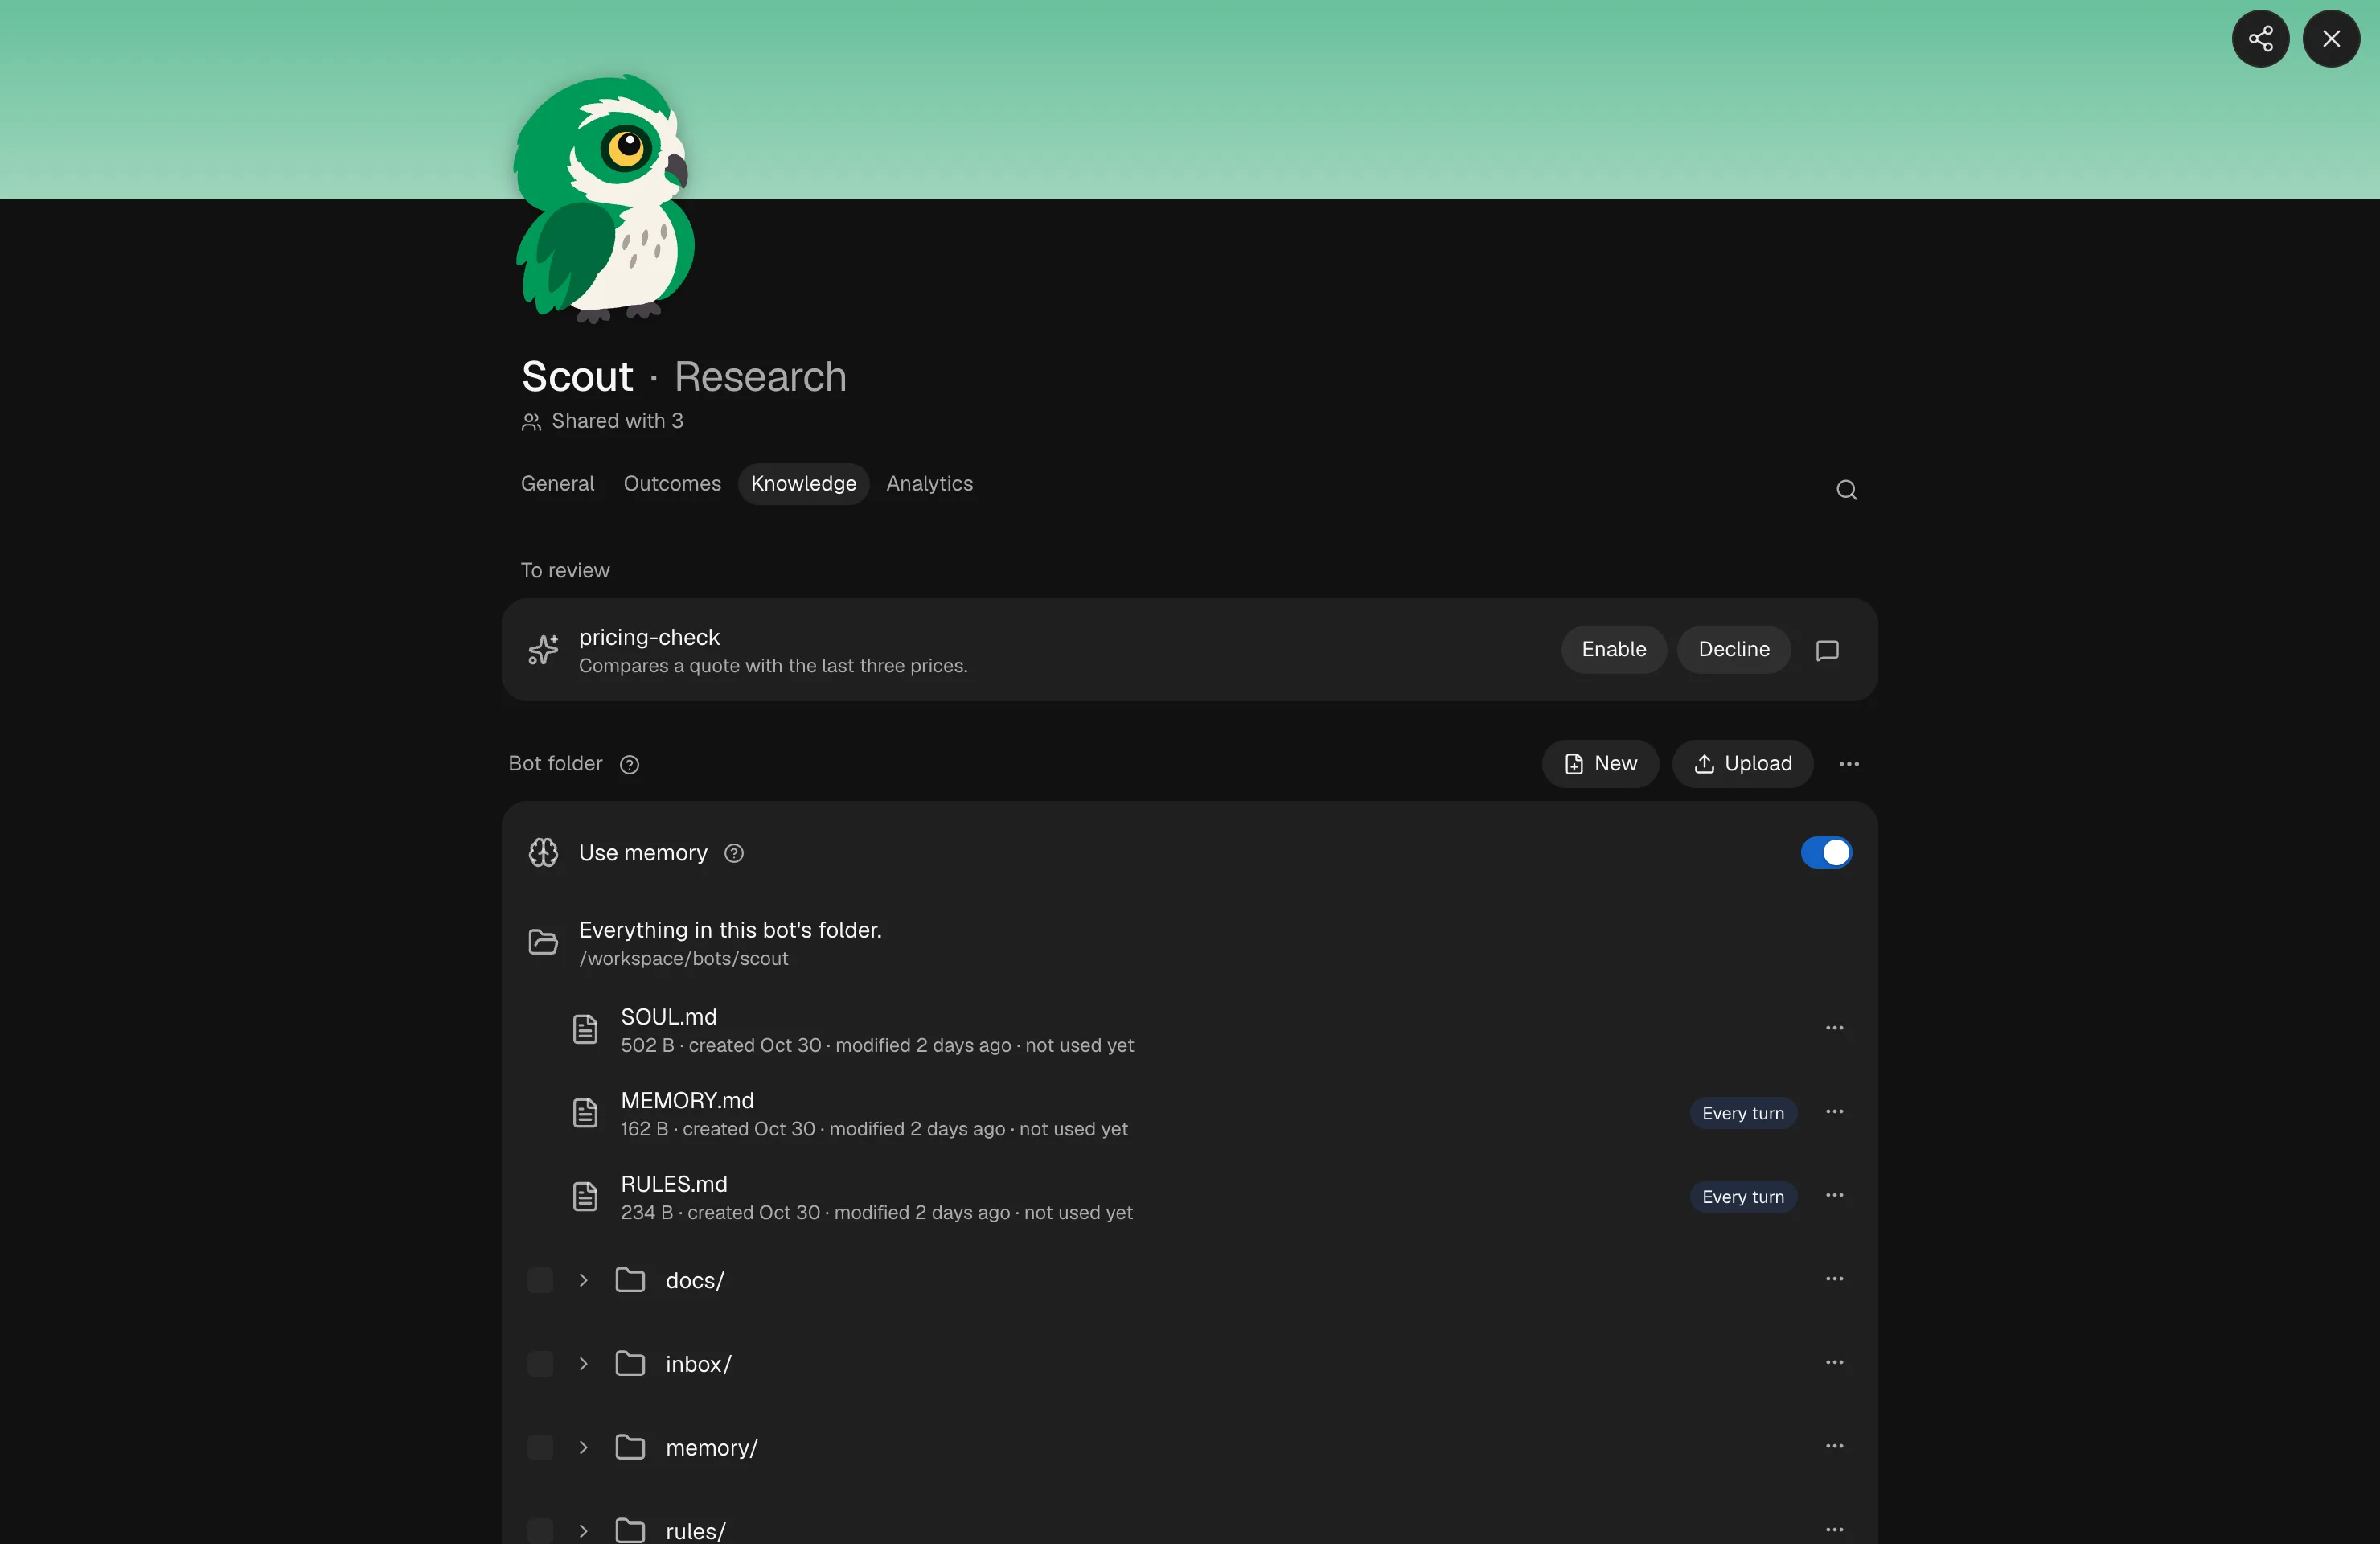 Scout · Research
Shared with 3
General Outcomes Knowledge Analytics
To review
pricing-check
Compares a quote with the last three prices.
Enable Decline
Bot folder
New Upload
Use memory
Everything in this bot's folder.
/workspace/bots/scout
SOUL.md
502 B · created Oct 30 · modified 2 days ago · not used yet
MEMORY.md
162 B · created Oct 30 · modified 2 days ago · not used yet
Every turn
RULES.md
234 B · created Oct 30 · modified 2 days ago · not used yet
Every turn
docs/
inbox/
memory/
rules/